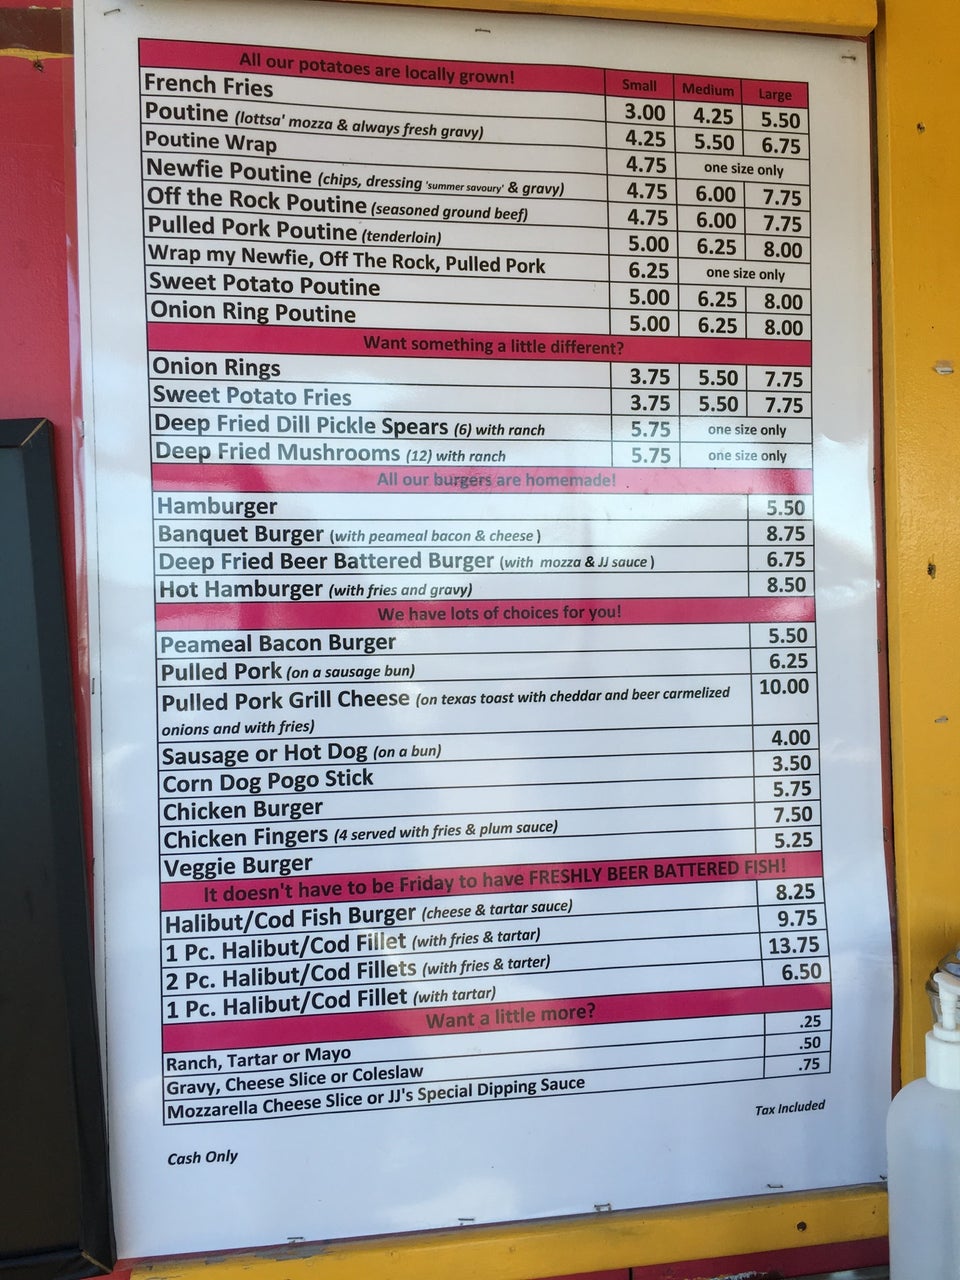 All our potatoes are locally grown! Small Medium Large
French Fries 3.00 4.25 5.50
Poutine (lottsa' mozza & always fresh gravy) 4.25 5.50 6.75
Poutine Wrap 4.75 one size only
Newfie Poutine (chips, dressing 'summer savoury' & gravy) 4.75 6.00 7.75
Off the Rock Poutine (seasoned ground beef) 4.75 6.00 7.75
Pulled Pork Poutine (tenderloin) 5.00 6.25 8.00
Wrap my Newfie, Off The Rock, Pulled Pork 6.25 one size only
Sweet Potato Poutine 5.00 6.25 8.00
Onion Ring Poutine 5.00 6.25 8.00
Want something a little different?
Onion Rings 3.75 5.50 7.75
Sweet Potato Fries 3.75 5.50 7.75
Deep Fried Dill Pickle Spears (6) with ranch 5.75 one size only
Deep Fried Mushrooms (12) with ranch 5.75 one size only
All our burgers are homemade!
Hamburger 5.50
Banquet Burger (with peameal bacon & cheese ) 8.75
Deep Fried Beer Battered Burger (with mozza & JJ sauce ) 6.75
Hot Hamburger (with fries and gravy) 8.50
We have lots of choices for you!
Peameal Bacon Burger 5.50
Pulled Pork (on a sausage bun) 6.25
Pulled Pork Grill Cheese (on texas toast with cheddar and beer carmelized 10.00
onions and with fries)
Sausage or Hot Dog (on a bun) 4.00
Corn Dog Pogo Stick 3.50
Chicken Burger 5.75
Chicken Fingers (4 served with fries & plum sauce) 7.50
Veggie Burger 5.25
It doesn't have to be Friday to have FRESHLY BEER BATTERED FISH!
Halibut/Cod Fish Burger (cheese & tartar sauce) 8.25
1 Pc. Halibut/Cod Fillet (with fries & tartar) 9.75
2 Pc. Halibut/Cod Fillets (with fries & tarter) 13.75
1 Pc. Halibut/Cod Fillet (with tartar) 6.50
Want a little more?
Ranch, Tartar or Mayo .25
Gravy, Cheese Slice or Coleslaw .50
Mozzarella Cheese Slice or JJ's Special Dipping Sauce .75
Tax Included
Cash Only